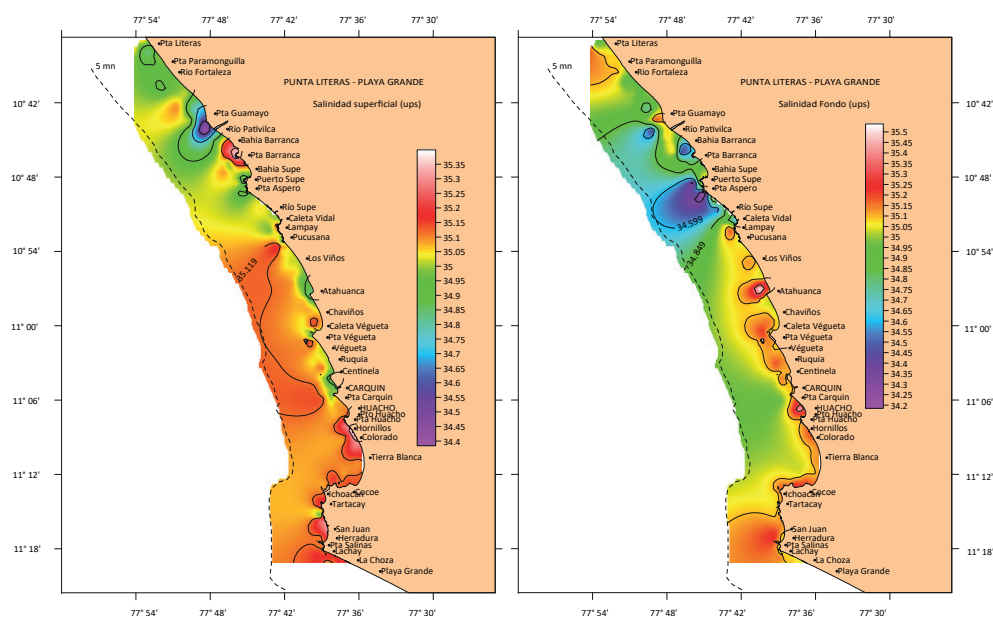 77° 54' 77° 48' 77° 42' 77° 36' 77° 30'
5 mn
PUNTA LITERAS - PLAYA GRANDE
Salinidad superficial (ups)
Pta Literas
Pta Paramonguilla
Rio Fortaleza
Pta Guamayo
Río Pativilca
Bahia Barranca
Pta Barranca
Bahia Supe
Puerto Supe
Pta Aspero
Río Supe
Caleta Vidal
Lampay
Pucusana
Los Viños
Atahuanca
Chaviños
Caleta Végueta
Pta Végueta
Végueta
Ruquia
Centinela
CARQUIN
Pta Carquin
HUACHO
Pto Huacho
Pta Huacho
Hornillos
Colorado
Tierra Blanca
Cocoe
Ichoacan
Tartacay
San Juan
Herradura
Pta Salinas
Lachay
La Choza
Playa Grande
35.119
10° 42'
10° 48'
10° 54'
11° 00'
11° 06'
11° 12'
11° 18'
35.35
35.3
35.25
35.2
35.15
35.1
35.05
35
34.95
34.9
34.85
34.8
34.75
34.7
34.65
34.6
34.55
34.5
34.45
34.4
77° 54' 77° 48' 77° 42' 77° 36' 77° 30'
77° 54' 77° 48' 77° 42' 77° 36' 77° 30'
5 mn
PUNTA LITERAS - PLAYA GRANDE
Salinidad Fondo (ups)
Pta Literas
Pta Paramonguilla
Rio Fortaleza
Pta Guamayo
Río Pativilca
Bahia Barranca
Pta Barranca
Bahia Supe
Puerto Supe
Pta Aspero
Río Supe
Caleta Vidal
Lampay
Pucusana
Los Viños
Atahuanca
Chaviños
Caleta Végueta
Pta Végueta
Végueta
Ruquia
Centinela
CARQUIN
Pta Carquin
HUACHO
Pto Huacho
Pta Huacho
Hornillos
Colorado
Tierra Blanca
Cocoe
Ichoacan
Tartacay
San Juan
Herradura
Pta Salinas
Lachay
La Choza
Playa Grande
34.599
34.849
35.5
35.45
35.4
35.35
35.3
35.25
35.2
35.15
35.1
35.05
35
34.95
34.9
34.85
34.8
34.75
34.7
34.65
34.6
34.55
34.5
34.45
34.4
34.35
34.3
34.25
34.2
10° 42'
10° 48'
10° 54'
11° 00'
11° 06'
11° 12'
11° 18'
77° 54' 77° 48' 77° 42' 77° 36' 77° 30'